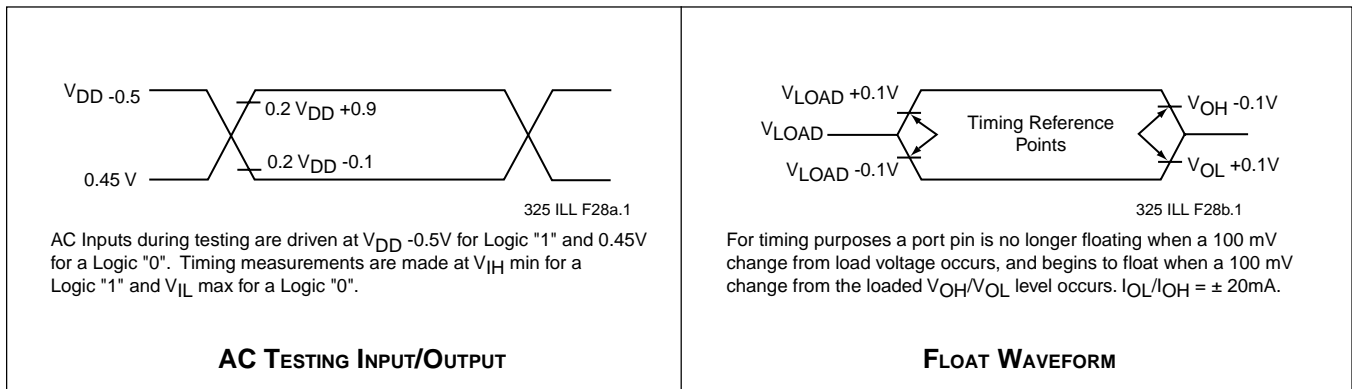 VDD -0.5
0.2 VDD +0.9
0.2 VDD -0.1
0.45 V
325 ILL F28a.1
AC Inputs during testing are driven at VDD -0.5V for Logic "1" and 0.45V
for a Logic "0". Timing measurements are made at VIH min for a
Logic "1" and VIL max for a Logic "0".
AC TESTING INPUT/OUTPUT
VLOAD +0.1V
VLOAD
VLOAD -0.1V
Timing Reference
Points
VOH -0.1V
VOL +0.1V
325 ILL F28b.1
For timing purposes a port pin is no longer floating when a 100 mV
change from load voltage occurs, and begins to float when a 100 mV
change from the loaded VOH/VOL level occurs. IOL/IOH = ± 20mA.
FLOAT WAVEFORM